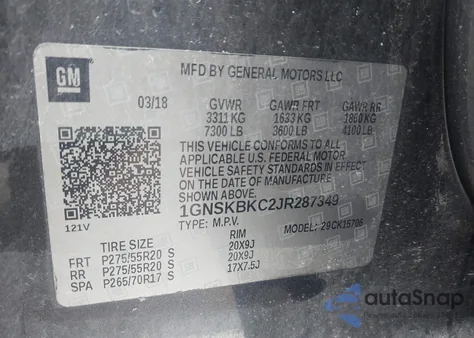 GM
MFD BY GENERAL MOTORS LLC
03/18 GVWR GAWR FRT GAWR RR
3311 KG 1633 KG 1860 KG
7300 LB 3600 LB 4100 LB
THIS VEHICLE CONFORMS TO ALL
APPLICABLE U.S. FEDERAL MOTOR
VEHICLE SAFETY STANDARDS IN EFFECT
ON THE DATE OF MANUFACTURE SHOWN ABOVE.
1GNSKBKC2JR287349
121V TYPE: M.P.V. MODEL: 29CK15706
TIRE SIZE RIM
FRT P275/55R20 S 20X9J
RR P275/55R20 S 20X9J
SPA P265/70R17 S 17X7.5J
autoSnap